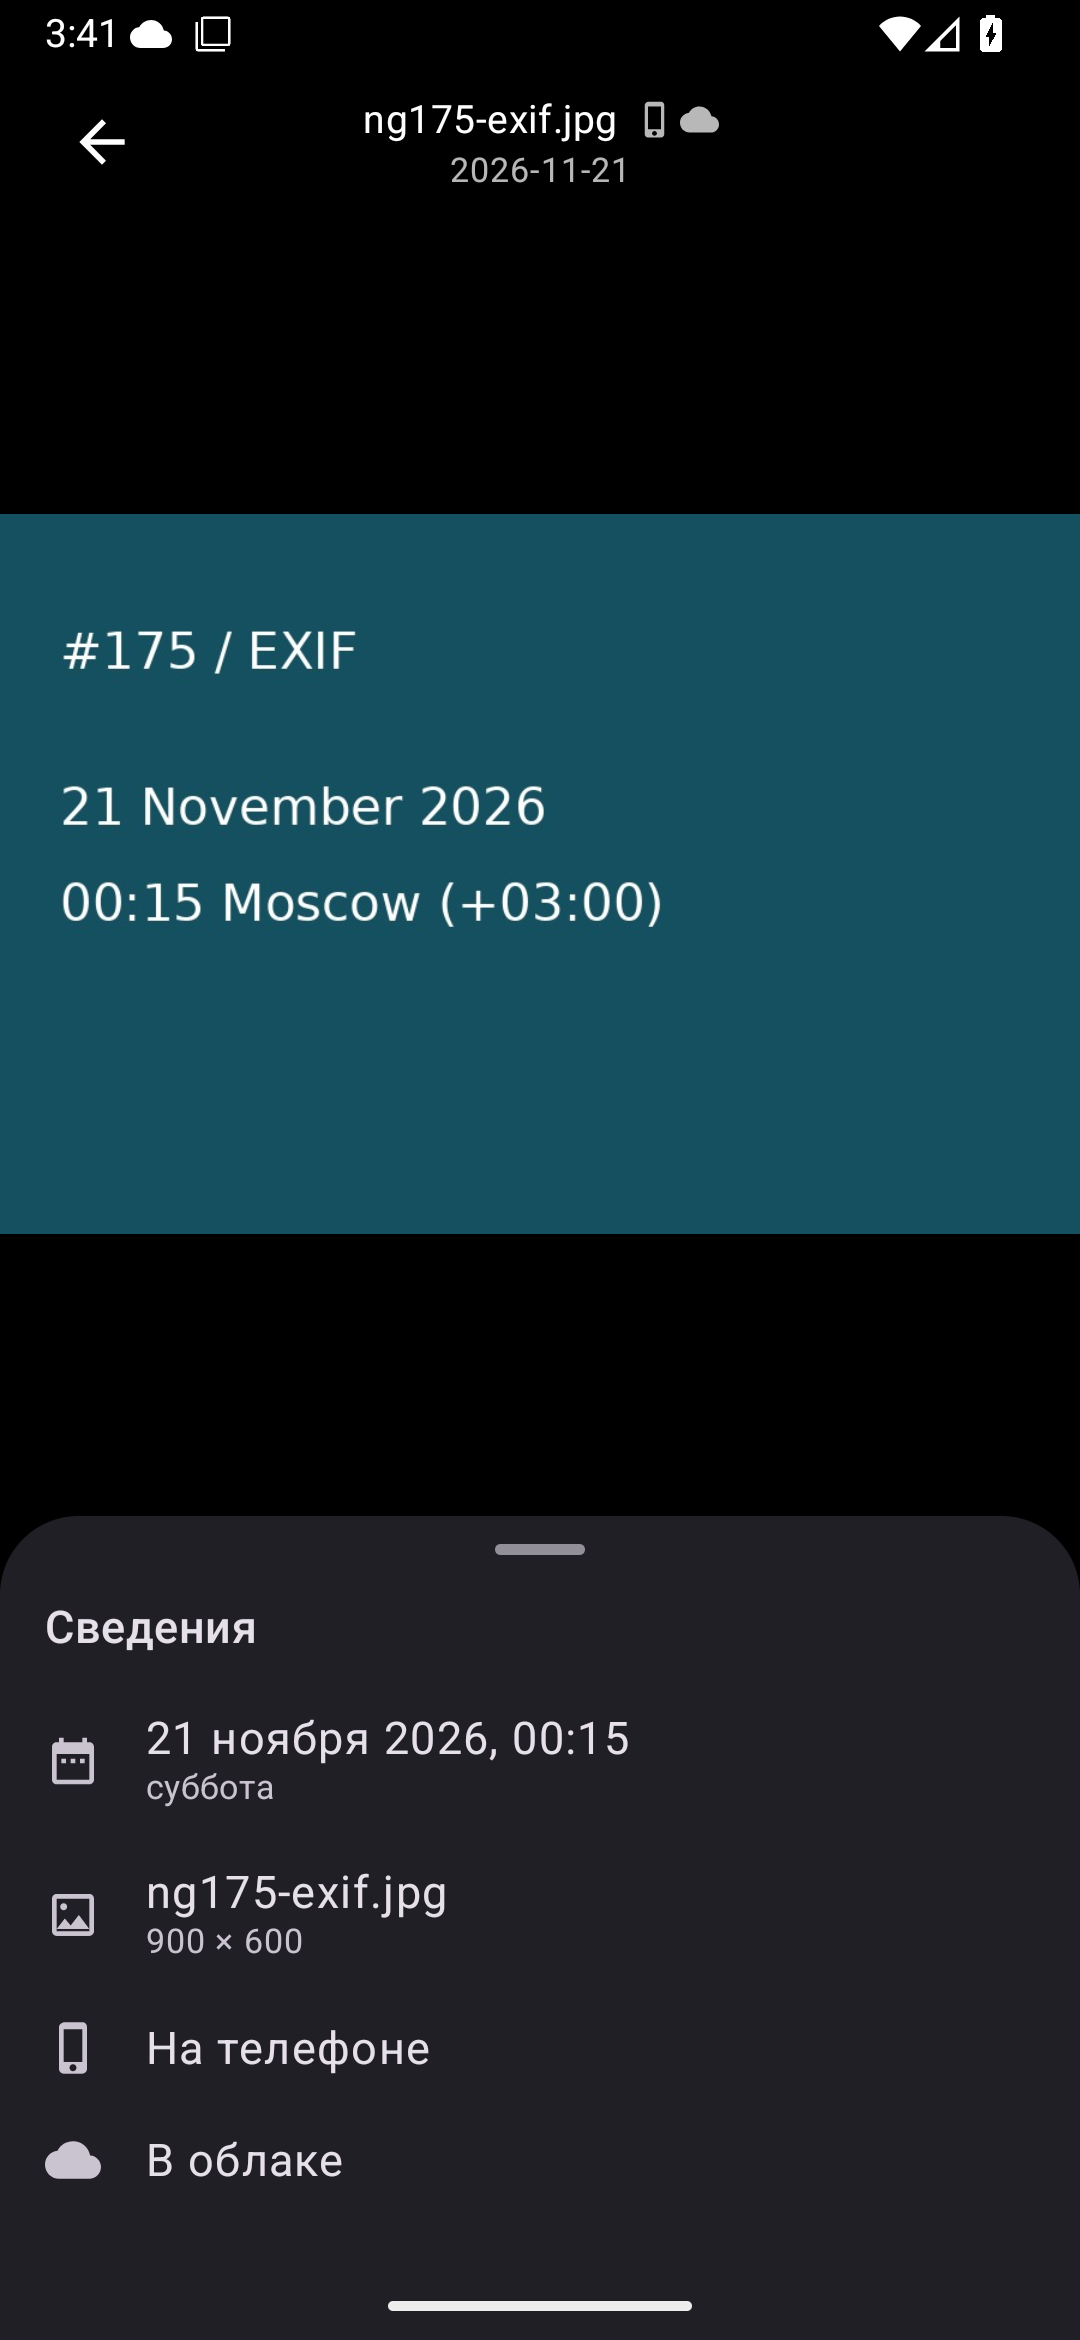 3:41
ng175-exif.jpg
2026-11-21
#175 / EXIF
21 November 2026
00:15 Moscow (+03:00)
Сведения
21 ноября 2026, 00:15
суббота
ng175-exif.jpg
900 × 600
На телефоне
В облаке